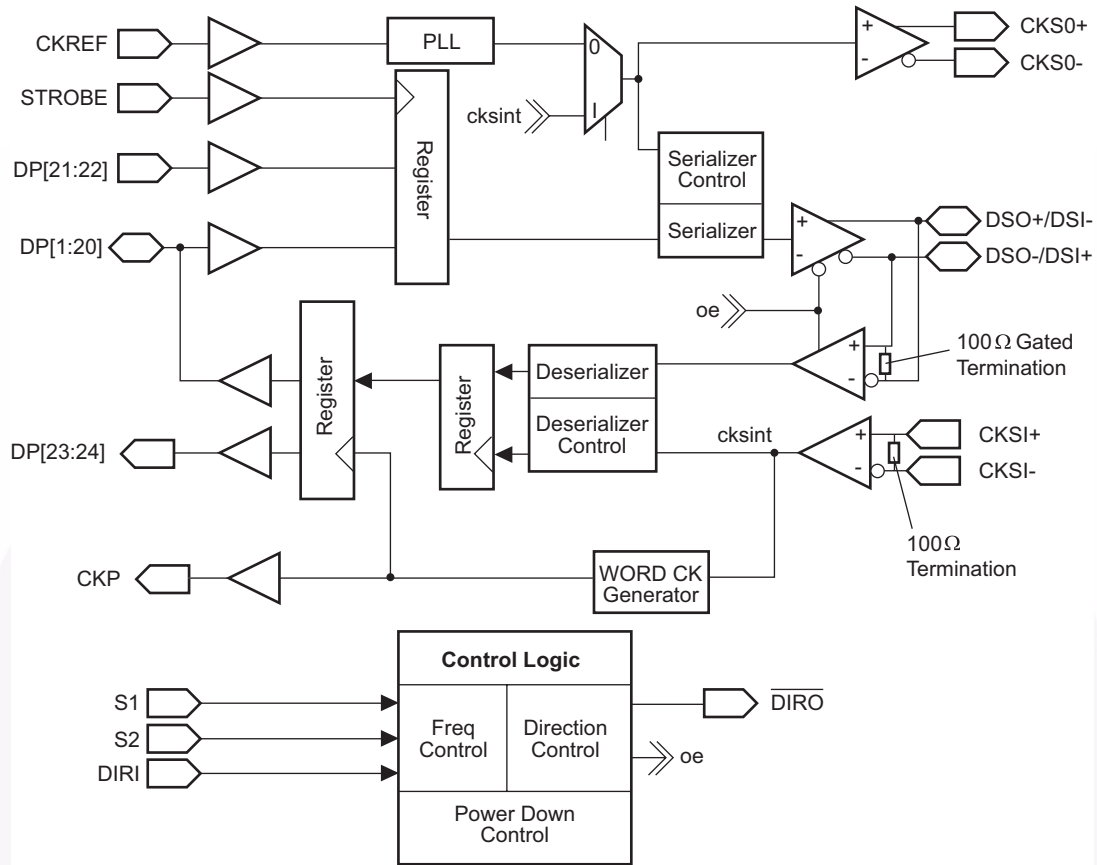 CKREF
PLL
0
+
-
CKS0+
CKS0-
STROBE
cksint
I
DP[21:22]
Register
Serializer
Control
Serializer
DP[1:20]
+
-
DSO+/DSI-
DSO-/DSI+
oe
+
-
100Ω Gated
Termination
Register
Register
Deserializer
Deserializer
Control
DP[23:24]
cksint
+
-
CKSI+
CKSI-
100Ω
Termination
CKP
WORD CK
Generator
Control Logic
S1
S2
DIRI
Freq
Control
Direction
Control
DIRO
oe
Power Down
Control